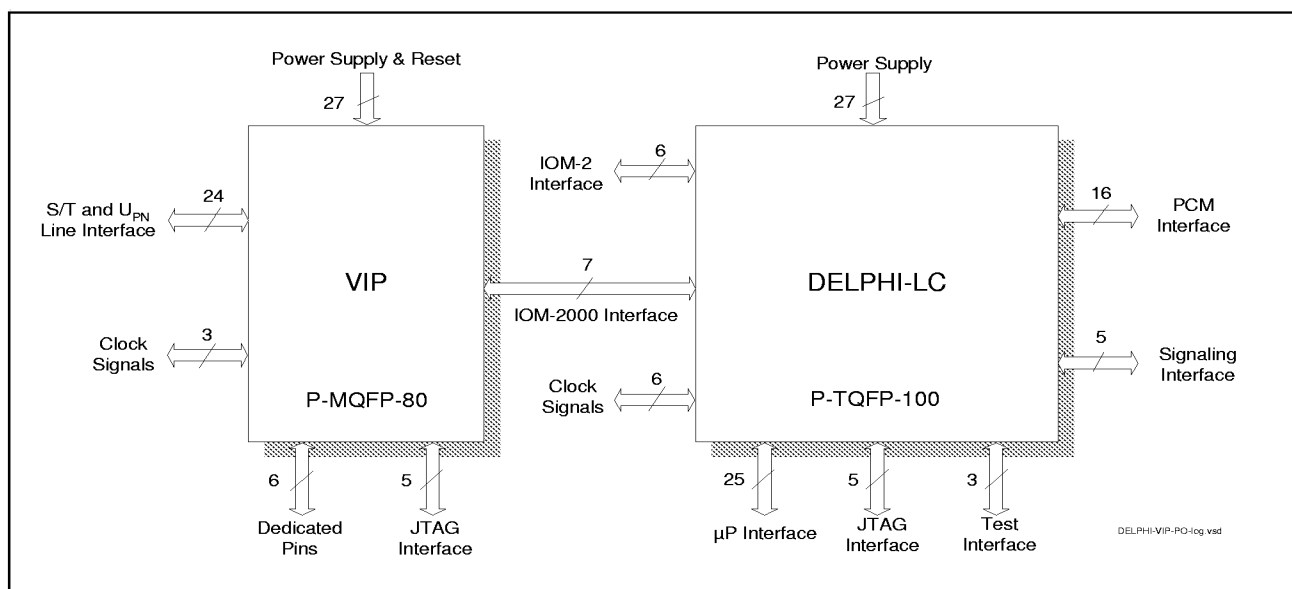 Power Supply & Reset
27
Power Supply
27
S/T and UPN
Line Interface
24
VIP
Clock
Signals
3
P-MQFP-80
6
Dedicated
Pins
5
JTAG
Interface
7
IOM-2000 Interface
IOM-2
Interface
6
DELPHI-LC
Clock
Signals
6
P-TQFP-100
16
PCM
Interface
5
Signaling
Interface
25
µP Interface
5
JTAG
Interface
3
Test
Interface
DELPHI-VIP-PO-log.vsd